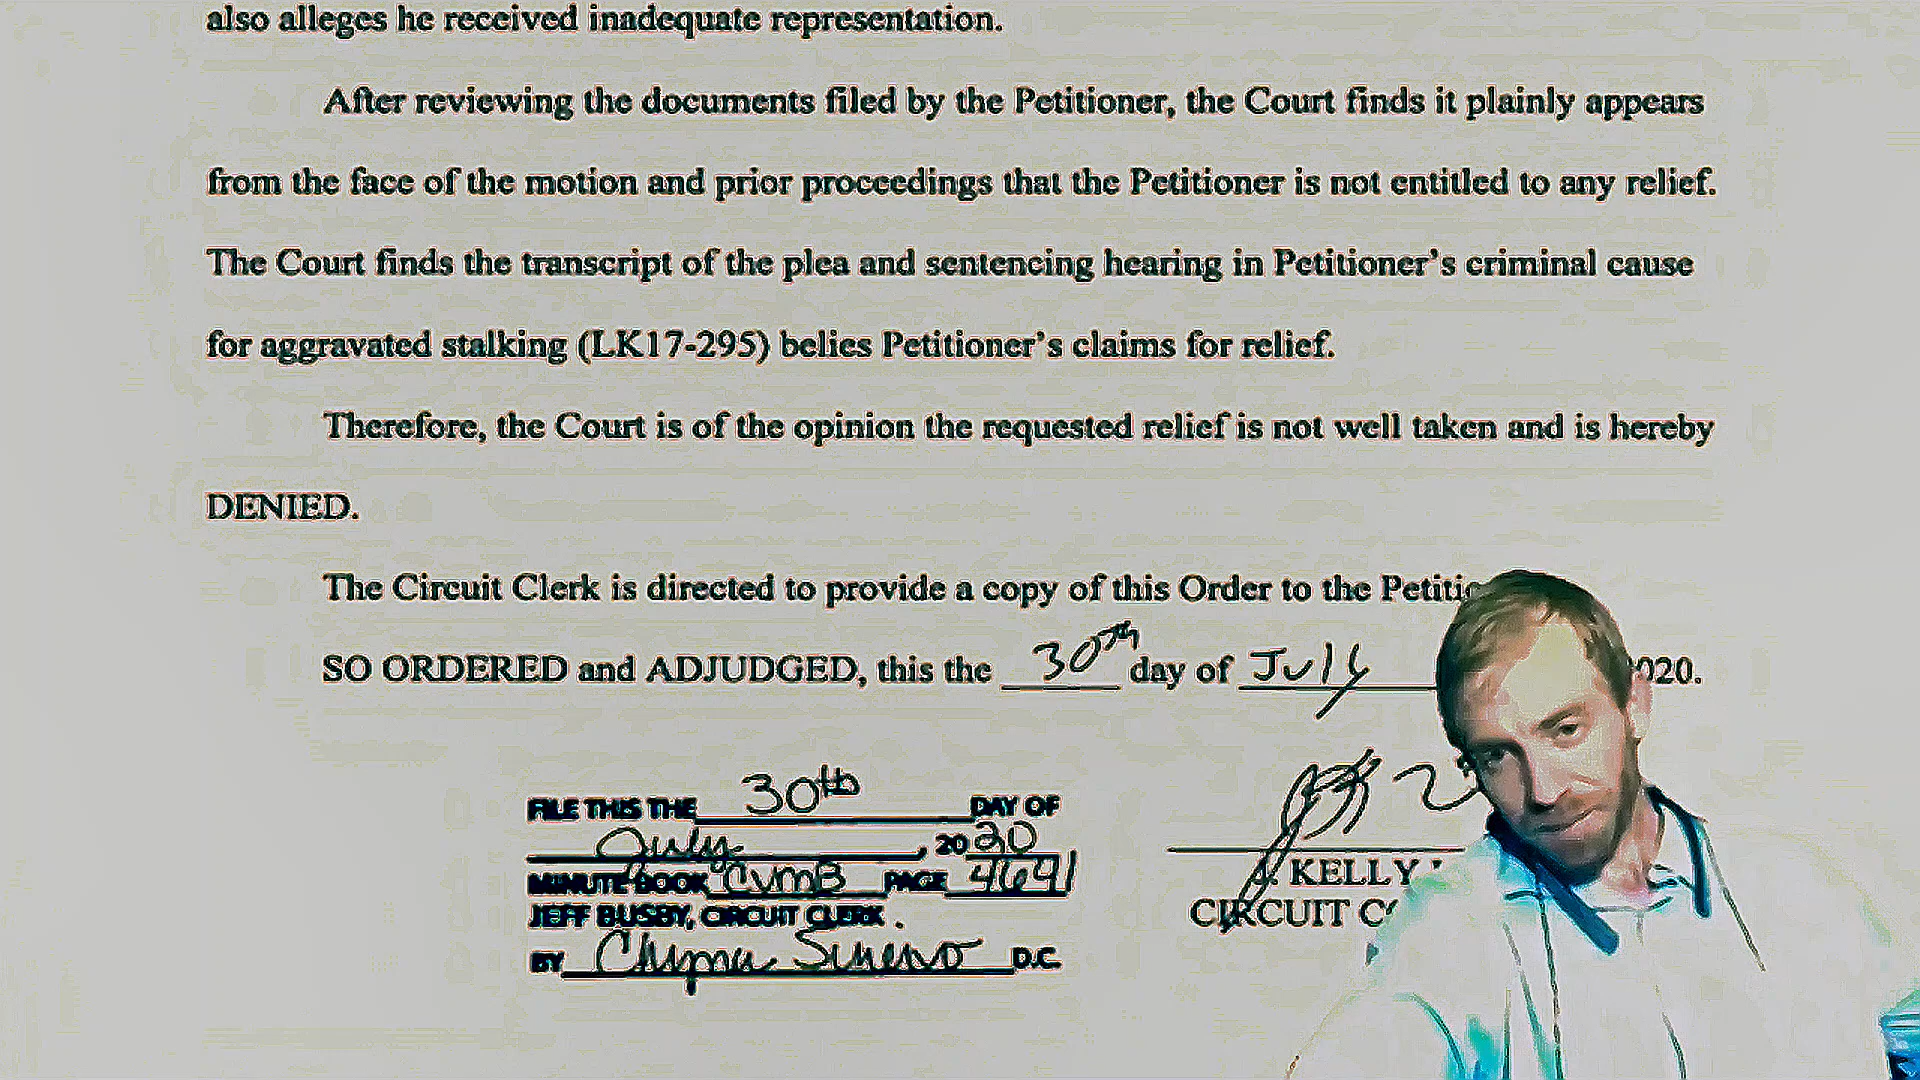 also alleges he received inadequate representation.
After reviewing the documents filed by the Petitioner, the Court finds it plainly appears
from the face of the motion and prior proceedings that the Petitioner is not entitled to any relief.
The Court finds the transcript of the plea and sentencing hearing in Petitioner's criminal cause
for aggravated stalking (LK17-295) belies Petitioner's claims for relief.
Therefore, the Court is of the opinion the requested relief is not well taken and is hereby
DENIED.
The Circuit Clerk is directed to provide a copy of this Order to the Petitio
SO ORDERED and ADJUDGED, this the 30th day of July 020.
FILE THIS THE 30th DAY OF
July, 2020
MINUTE BOOK CVMB PAGE 4641
JEFF BUSBY, CIRCUIT CLERK.
BY D.C.
KELLY
CIRCUIT CO